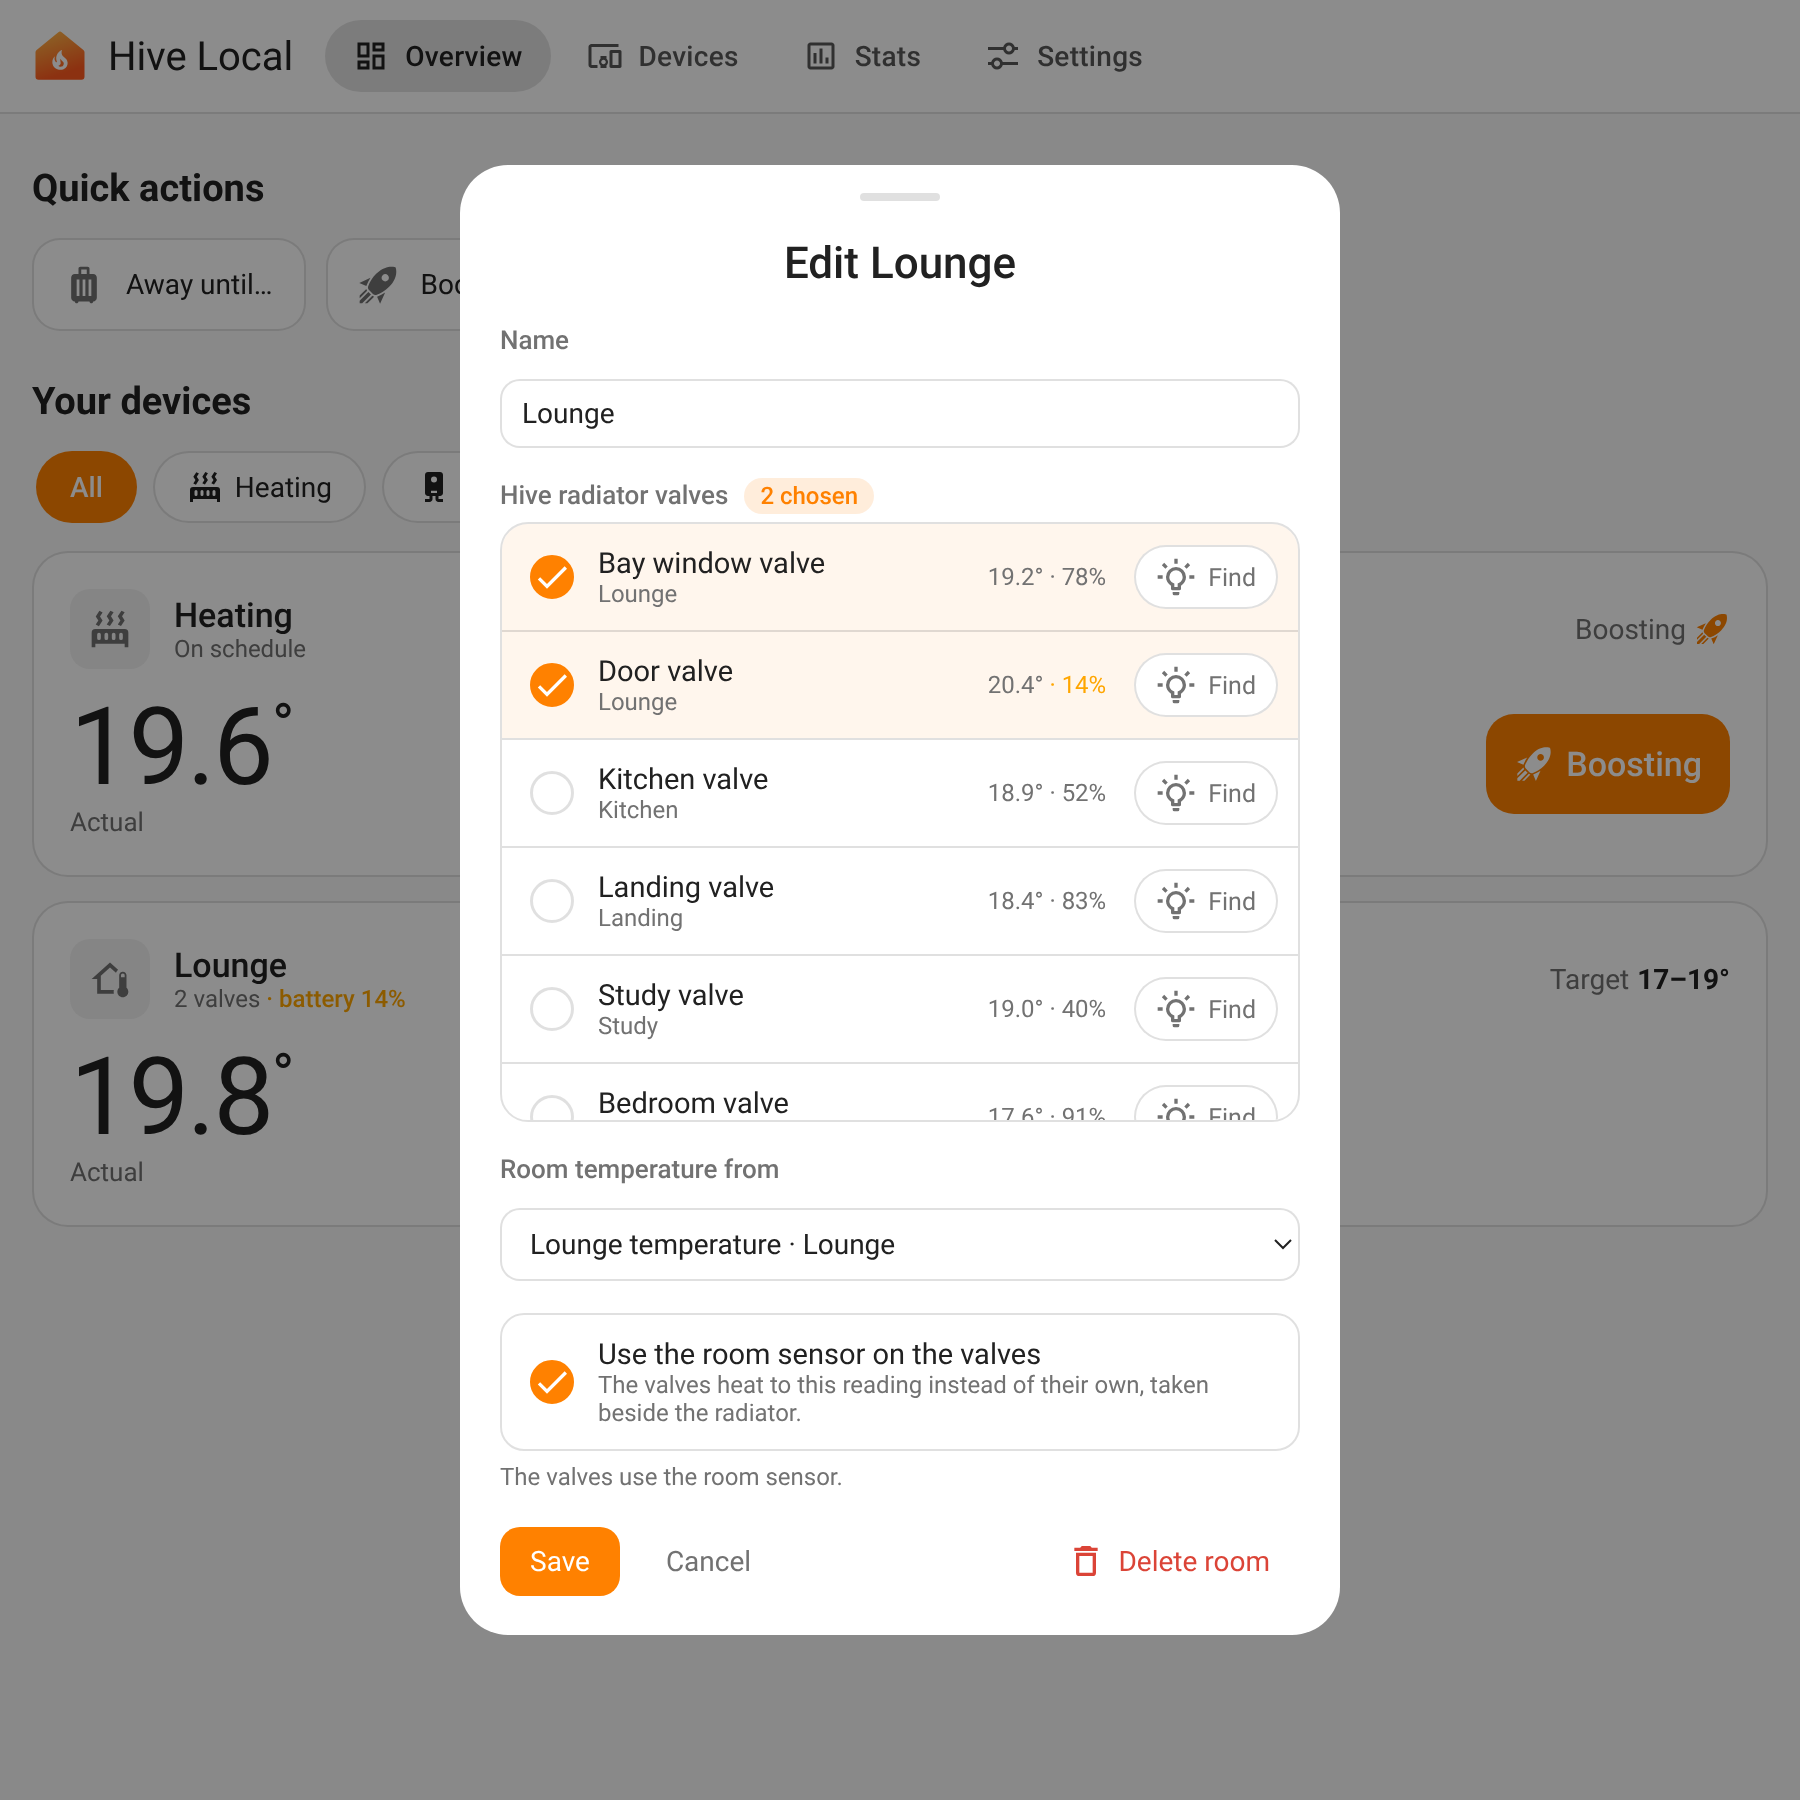 Hive Local
Overview
Devices
Stats
Settings
Quick actions
Away until...
Your devices
All
Heating
Heating
On schedule
19.6°
Actual
Boosting
Boosting
Lounge
2 valves · battery 14%
19.8°
Actual
Target 17–19°
Edit Lounge
Name
Lounge
Hive radiator valves
2 chosen
Bay window valve
Lounge
19.2° · 78%
Find
Door valve
Lounge
20.4° · 14%
Find
Kitchen valve
Kitchen
18.9° · 52%
Find
Landing valve
Landing
18.4° · 83%
Find
Study valve
Study
19.0° · 40%
Find
Bedroom valve
17.6° · 91%
Find
Room temperature from
Lounge temperature · Lounge
Use the room sensor on the valves
The valves heat to this reading instead of their own, taken
beside the radiator.
The valves use the room sensor.
Save
Cancel
Delete room